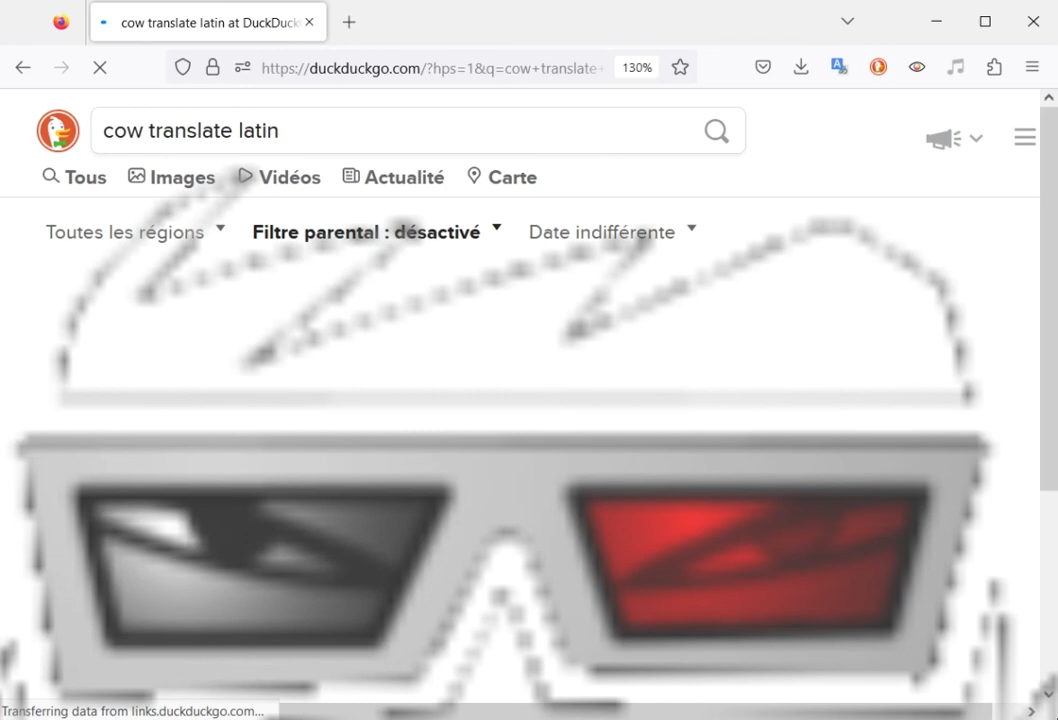 cow translate latin at DuckDuck
https://duckduckgo.com/?hps=1&q=cow+translate+
130%
cow translate latin
Tous Images Vidéos Actualité Carte
Toutes les régions Filtre parental : désactivé Date indifférente
Transferring data from links.duckduckgo.com...